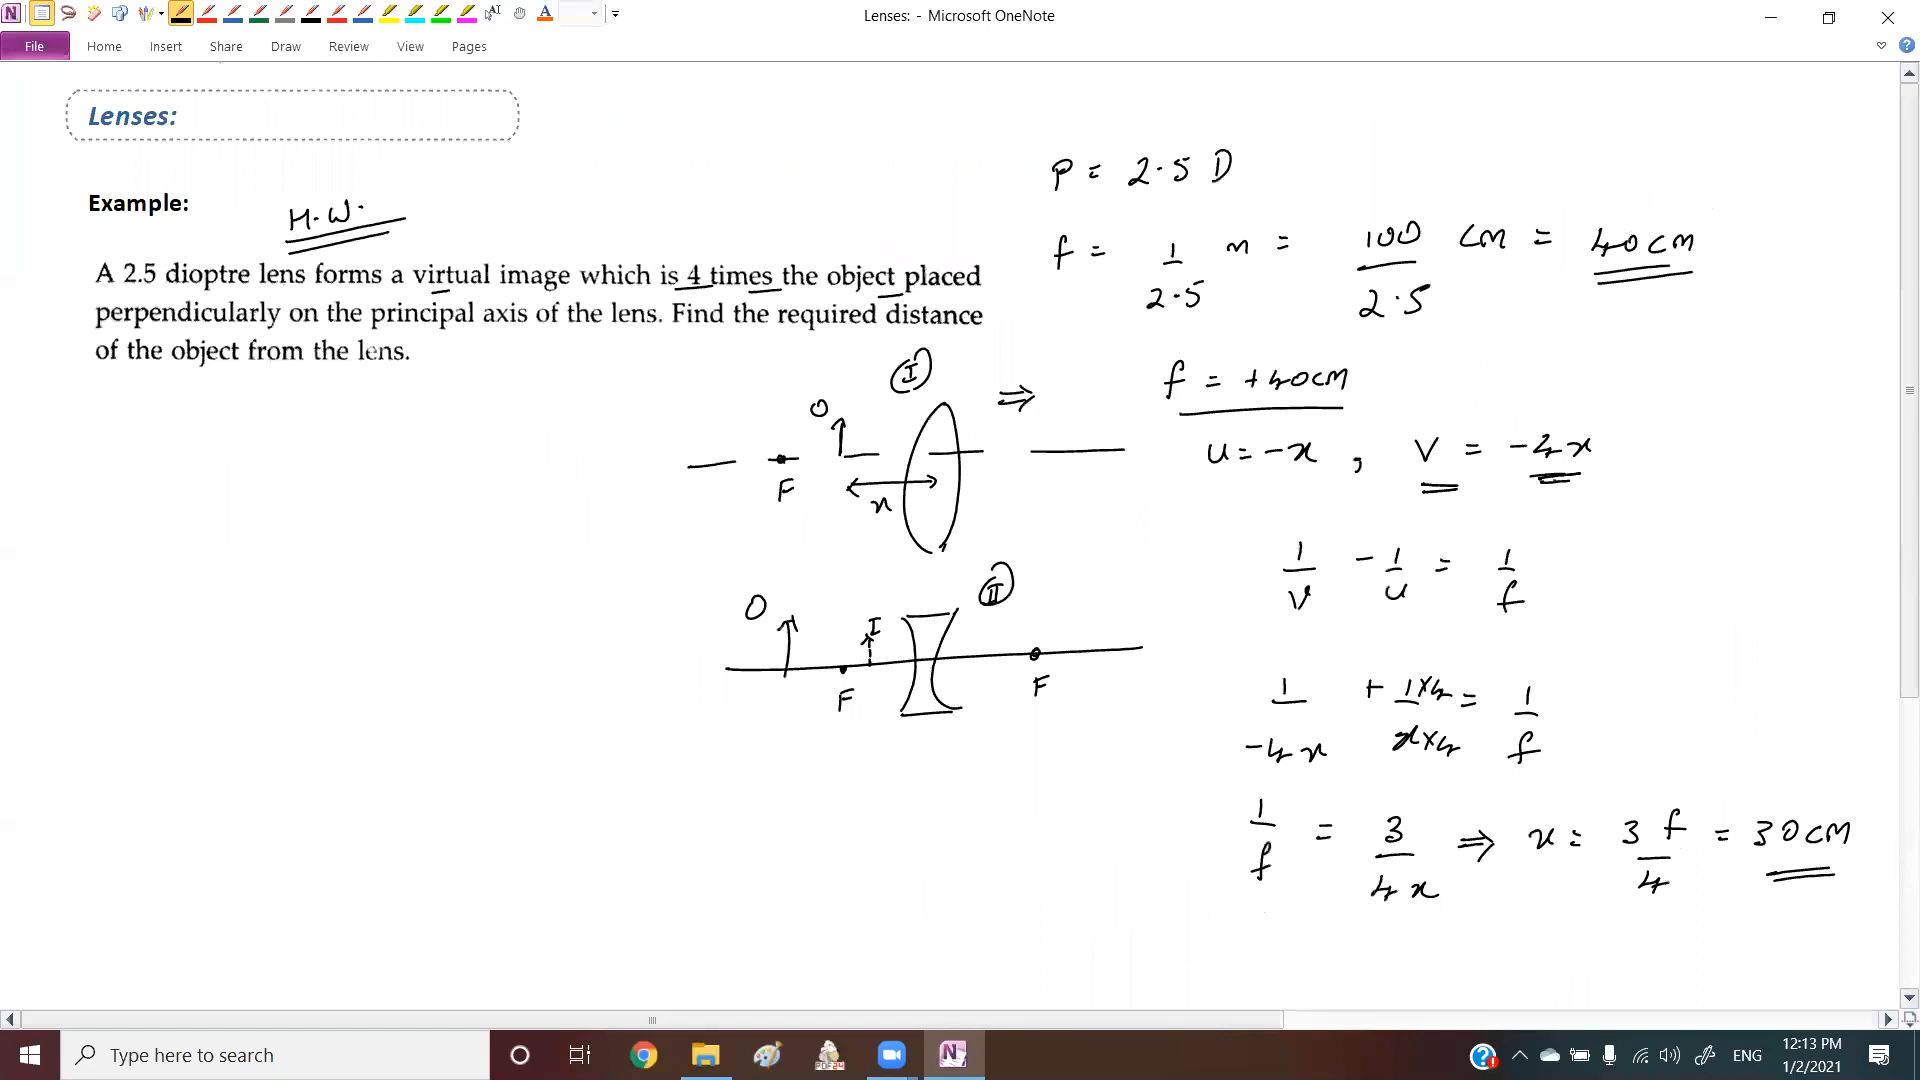 Lenses: - Microsoft OneNote
File Home Insert Share Draw Review View Pages
Lenses:
Example:
H.W.
A 2.5 dioptre lens forms a virtual image which is 4 times the object placed
perpendicularly on the principal axis of the lens. Find the required distance
of the object from the lens.
P = 2.5 D
f = 1/2.5 m = 100/2.5 cm = 40cm
I
O
F
x
⇒ f = +40cm
u = -x , v = -4x
1/v - 1/u = 1/f
II
O
I
F
F
1/-4x + 1×4/x×4 = 1/f
1/f = 3/4x ⇒ x = 3f/4 = 30cm
Type here to search
PDF24
ENG
12:13 PM
1/2/2021